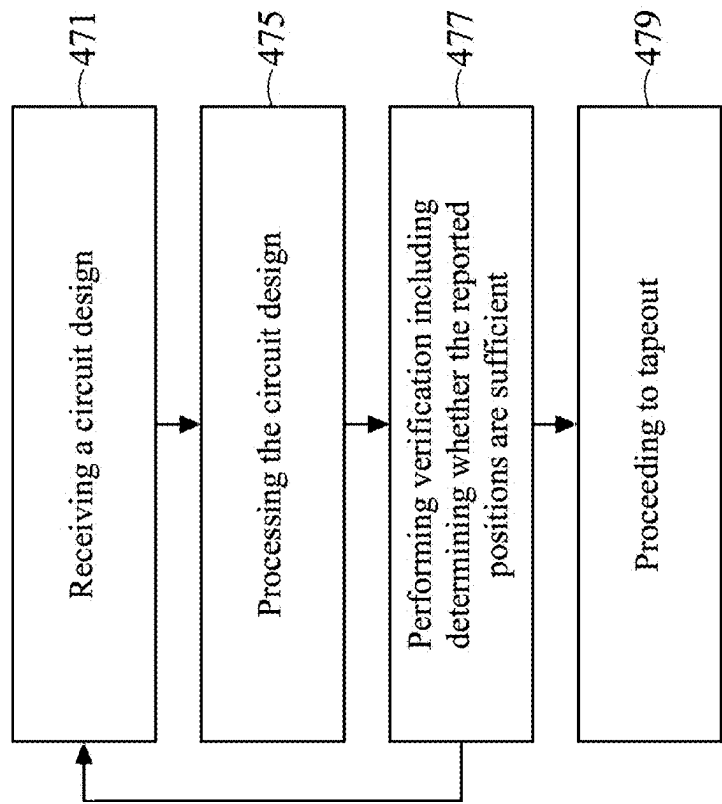 Receiving a circuit design
471
Processing the circuit design
475
Performing verification including
determining whether the reported
positions are sufficient
477
Proceeding to tapeout
479